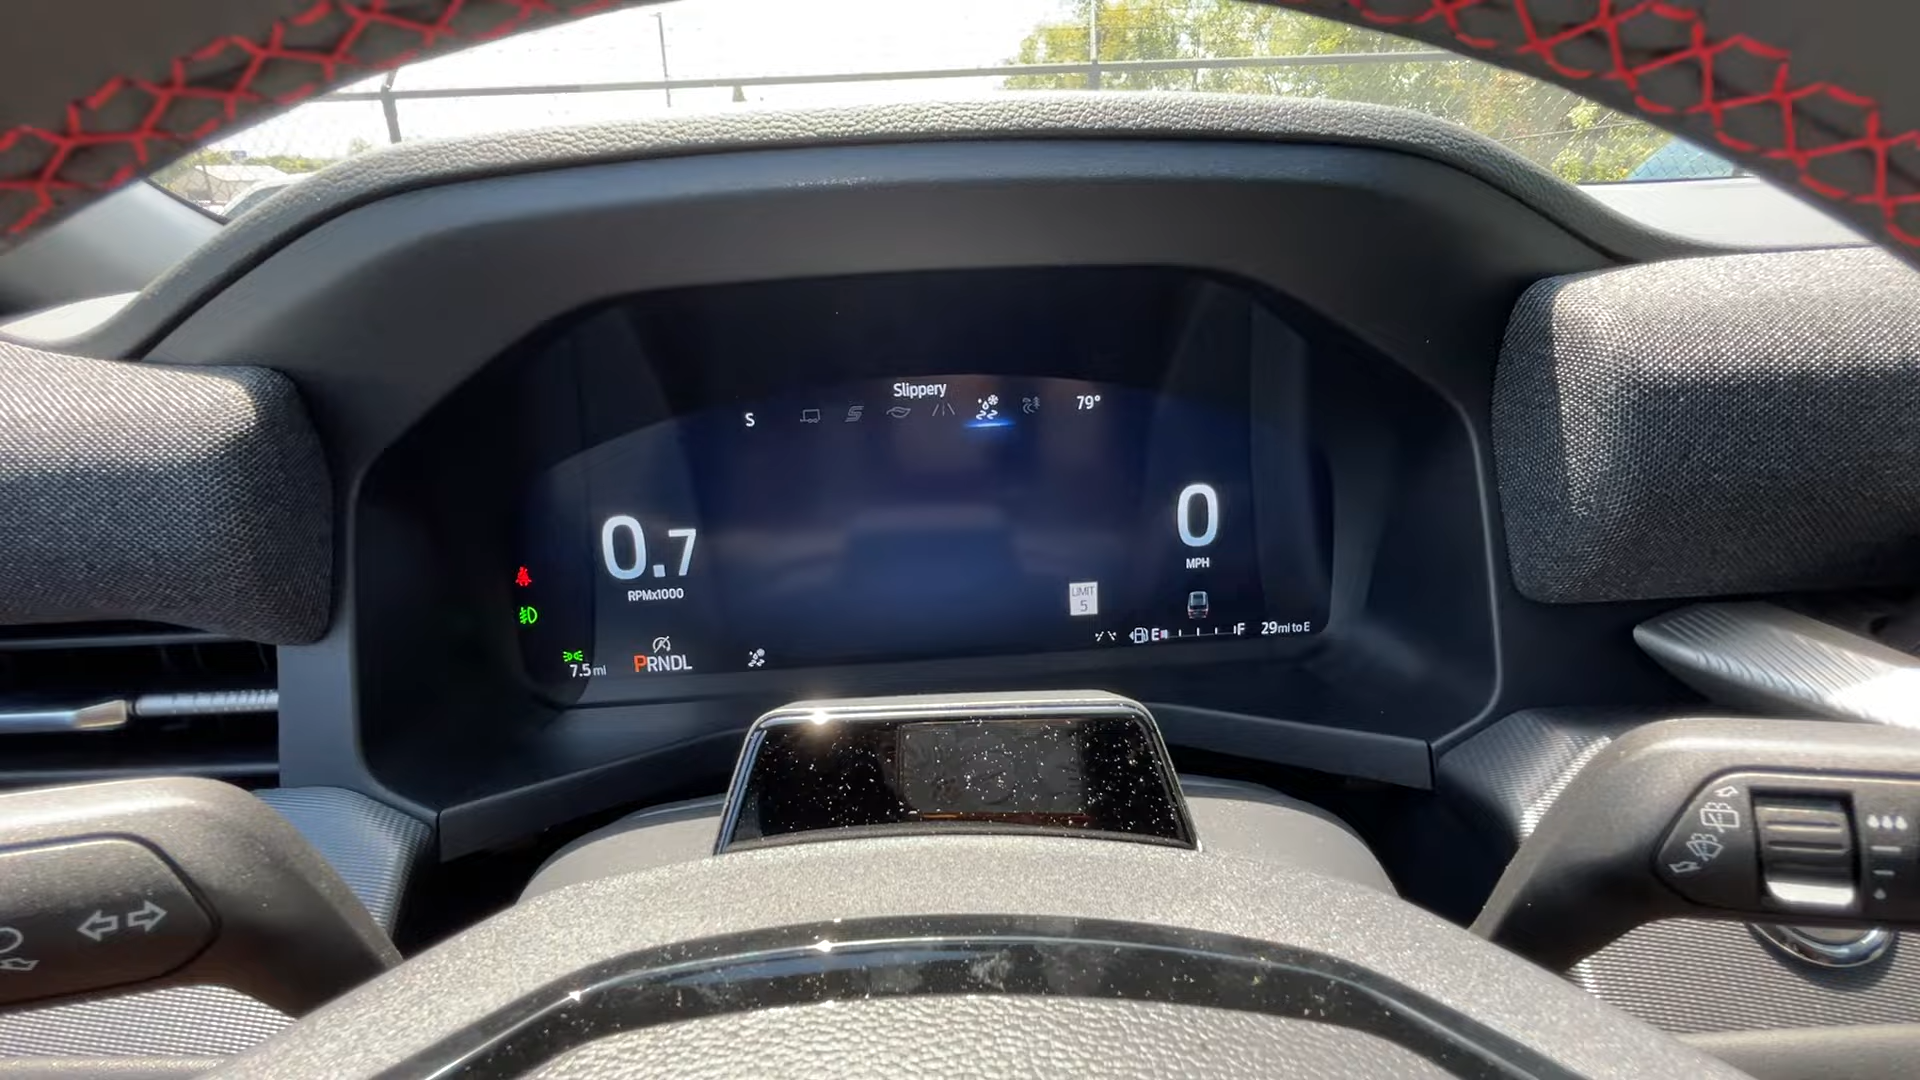 Slippery
S
79°
0.7
RPMx1000
0
MPH
LIMIT
5
E F 29 mi to E
7.5 mi
PRNDL